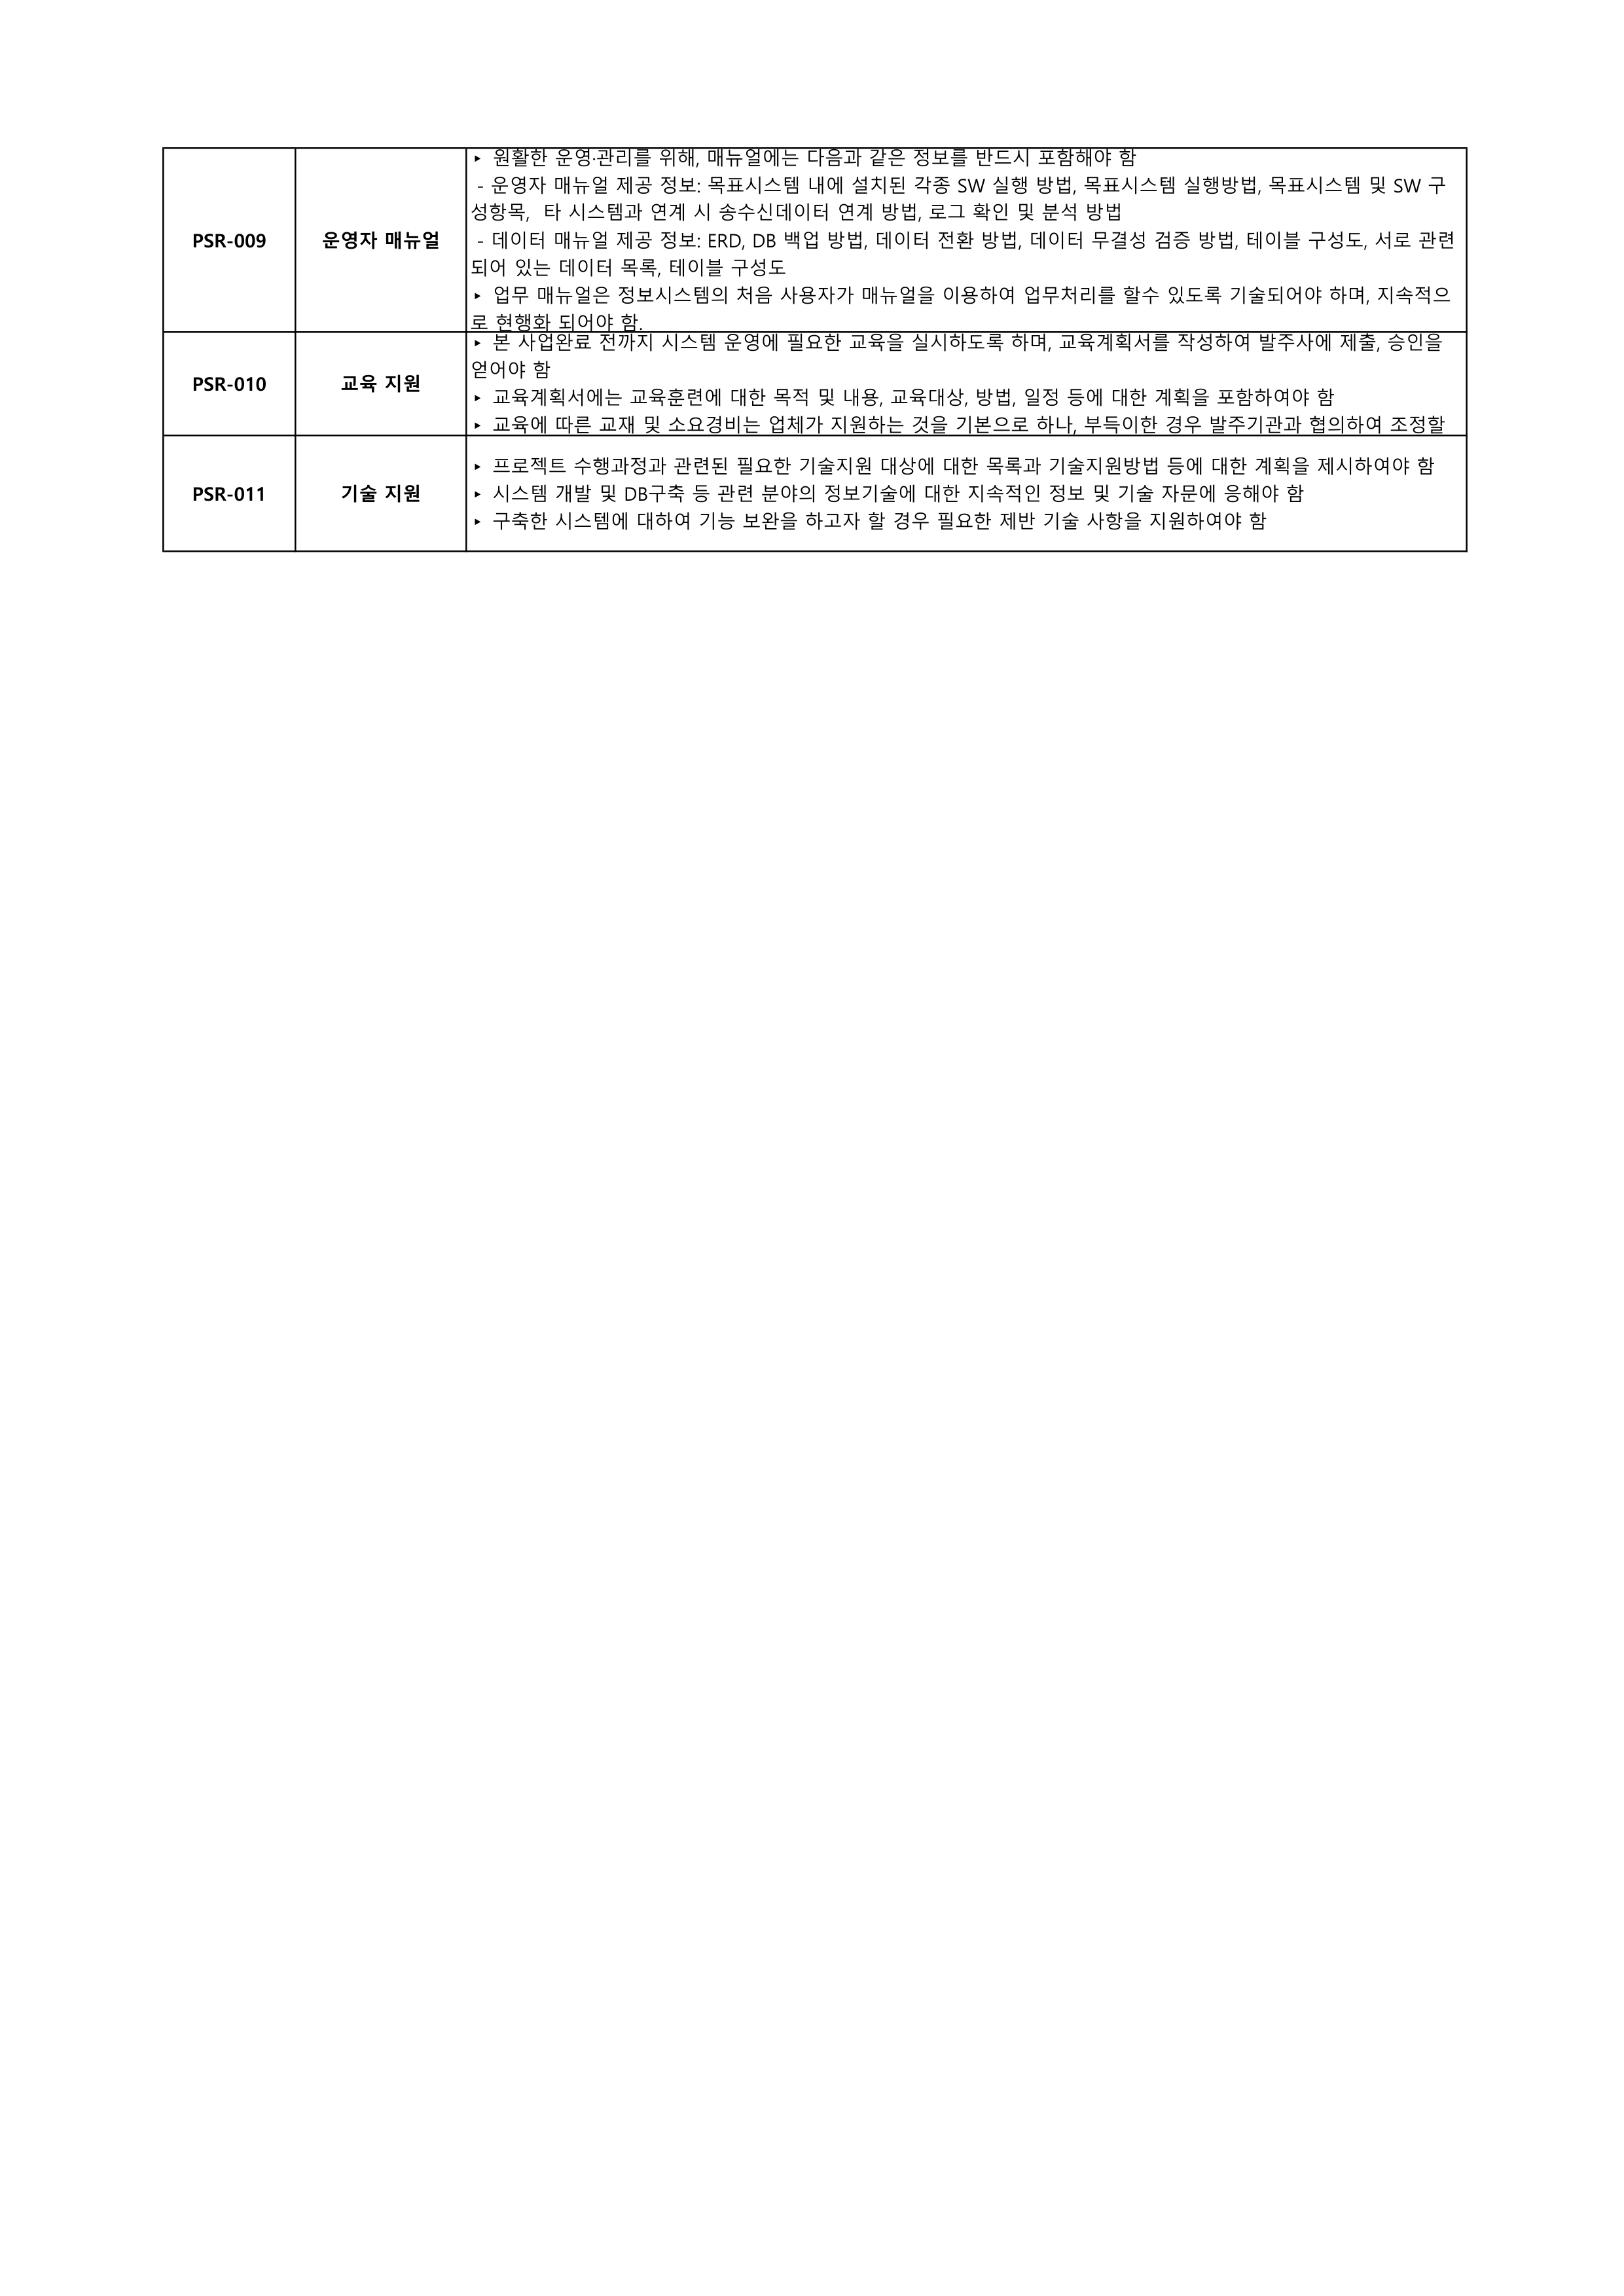 ▸ 원활한 운영·관리를 위해, 매뉴얼에는 다음과 같은 정보를 반드시 포함해야 함
- 운영자 매뉴얼 제공 정보: 목표시스템 내에 설치된 각종 SW 실행 방법, 목표시스템 실행방법, 목표시스템 및 SW 구
성항목,  타 시스템과 연계 시 송수신데이터 연계 방법, 로그 확인 및 분석 방법
PSR-009 운영자 매뉴얼
- 데이터 매뉴얼 제공 정보: ERD, DB 백업 방법, 데이터 전환 방법, 데이터 무결성 검증 방법, 테이블 구성도, 서로 관련
되어 있는 데이터 목록, 테이블 구성도
▸ 업무 매뉴얼은 정보시스템의 처음 사용자가 매뉴얼을 이용하여 업무처리를 할수 있도록 기술되어야 하며, 지속적으
로 현행화 되어야 함.
▸ 본 사업완료 전까지 시스템 운영에 필요한 교육을 실시하도록 하며, 교육계획서를 작성하여 발주사에 제출, 승인을
얻어야 함
PSR-010 교육 지원
▸ 교육계획서에는 교육훈련에 대한 목적 및 내용, 교육대상, 방법, 일정 등에 대한 계획을 포함하여야 함
▸ 교육에 따른 교재 및 소요경비는 업체가 지원하는 것을 기본으로 하나, 부득이한 경우 발주기관과 협의하여 조정할
▸ 프로젝트 수행과정과 관련된 필요한 기술지원 대상에 대한 목록과 기술지원방법 등에 대한 계획을 제시하여야 함
PSR-011 기술 지원
▸ 시스템 개발 및 DB구축 등 관련 분야의 정보기술에 대한 지속적인 정보 및 기술 자문에 응해야 함
▸ 구축한 시스템에 대하여 기능 보완을 하고자 할 경우 필요한 제반 기술 사항을 지원하여야 함